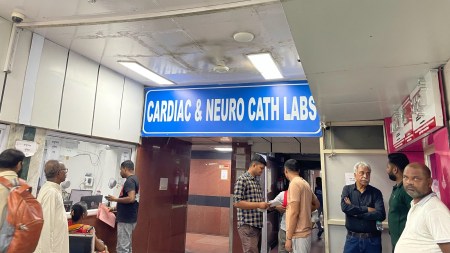 CARDIAC & NEURO CATH LABS